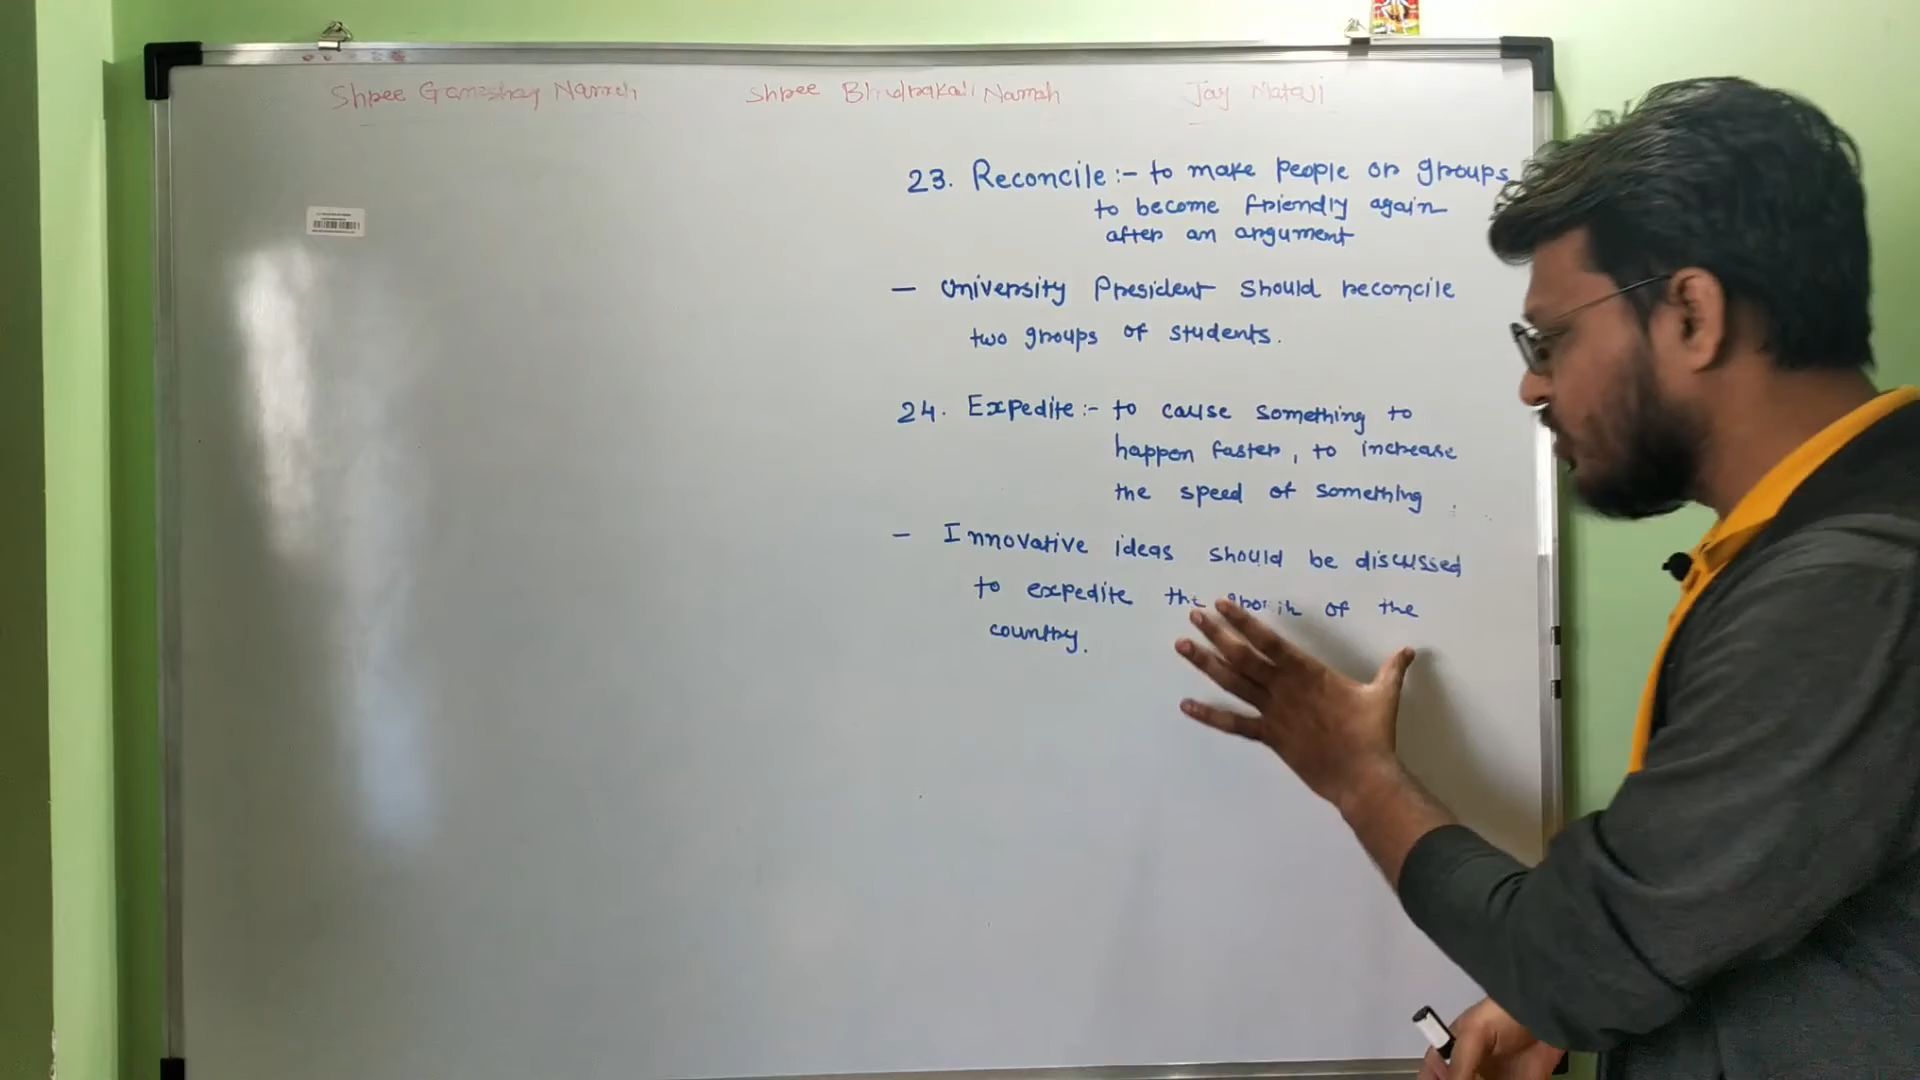 Shree Ganeshay Namah Shree Bhdrakali Namah Jay Mataji
23. Reconcile :- to make people or groups
to become friendly again
after an argument
- University President should reconcile
two groups of students.
24. Expedite :- to cause something to
happen faster, to increase
the speed of something.
- Innovative ideas should be discussed
to expedite the of the
country.